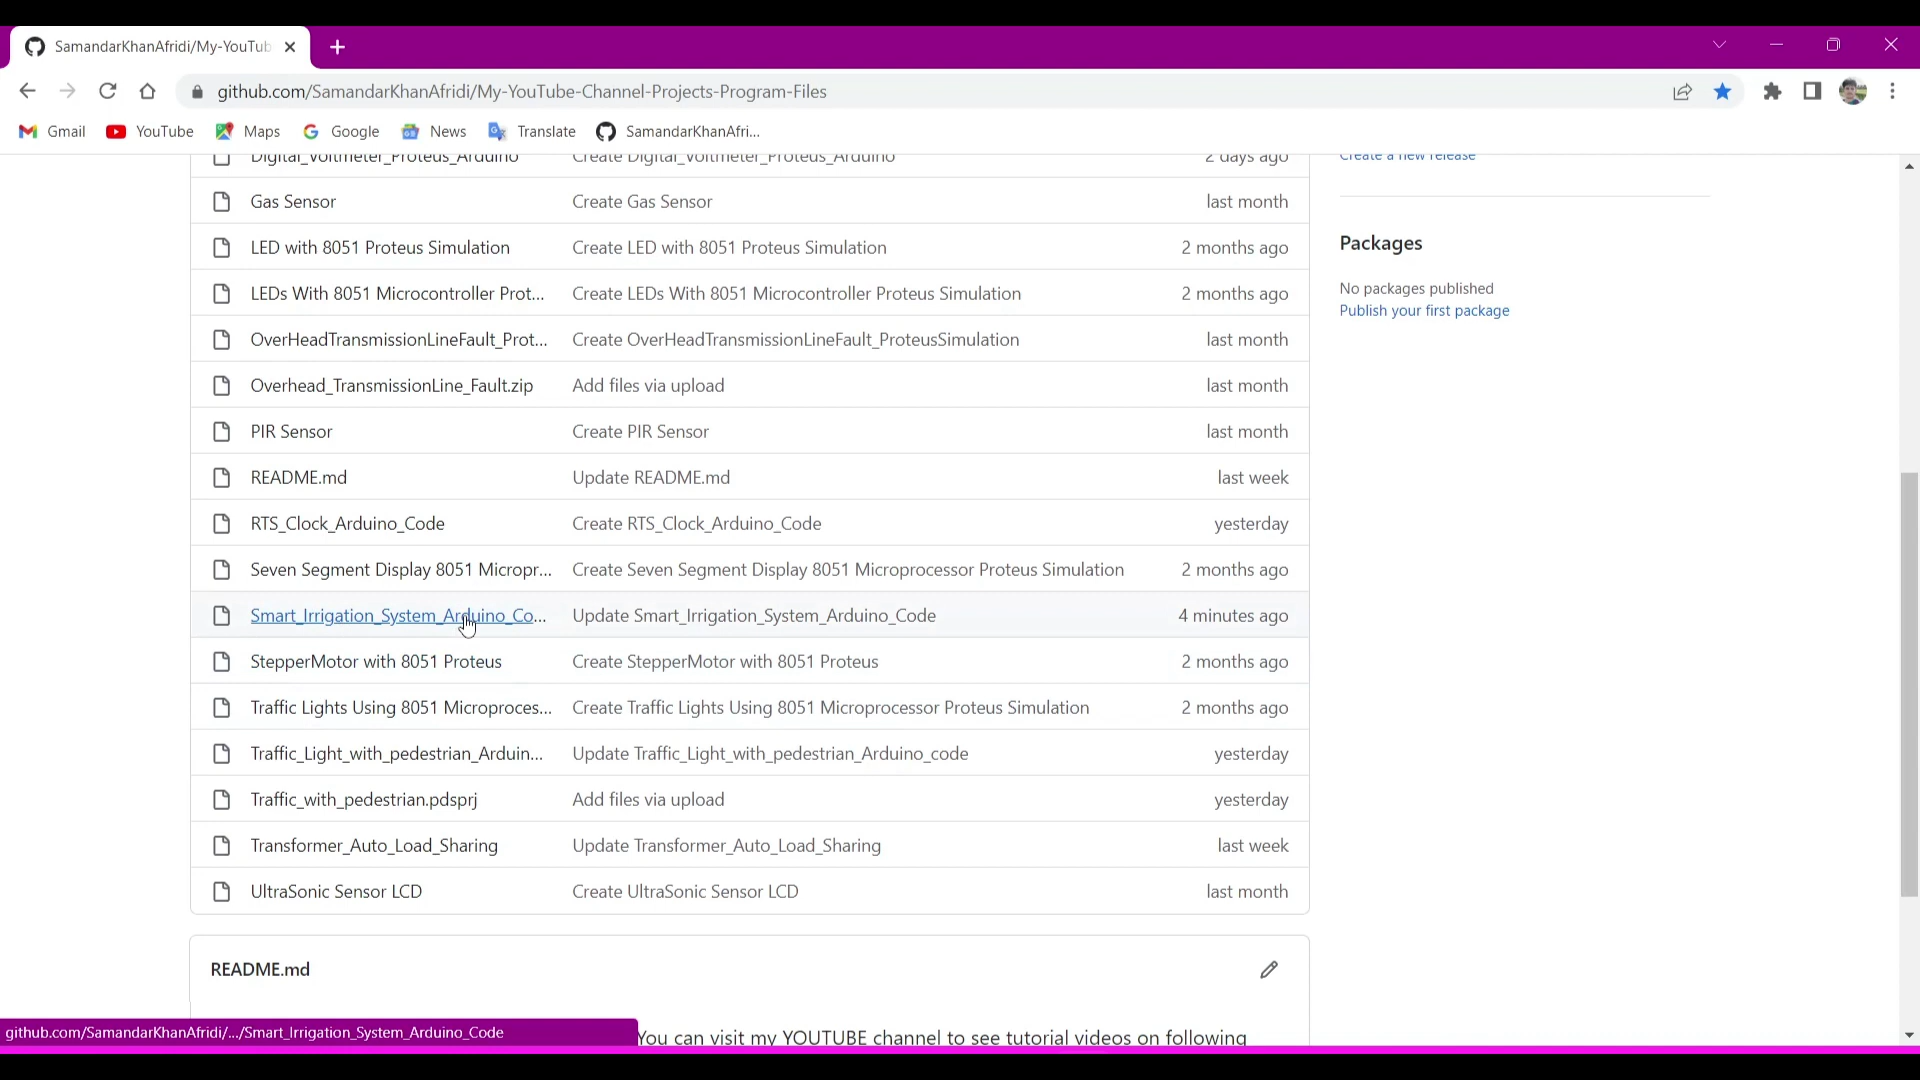 SamandarKhanAfridi/My-YouTub
github.com/SamandarKhanAfridi/My-YouTube-Channel-Projects-Program-Files
Gmail YouTube Maps Google News Translate SamandarKhanAfri...
Digital_Voltmeter_Proteus_Arduino Create Digital_Voltmeter_Proteus_Arduino 2 days ago
Create a new release
Gas Sensor Create Gas Sensor last month
LED with 8051 Proteus Simulation Create LED with 8051 Proteus Simulation 2 months ago
Packages
LEDs With 8051 Microcontroller Prot... Create LEDs With 8051 Microcontroller Proteus Simulation 2 months ago
No packages published
Publish your first package
OverHeadTransmissionLineFault_Prot... Create OverHeadTransmissionLineFault_ProteusSimulation last month
Overhead_TransmissionLine_Fault.zip Add files via upload last month
PIR Sensor Create PIR Sensor last month
README.md Update README.md last week
RTS_Clock_Arduino_Code Create RTS_Clock_Arduino_Code yesterday
Seven Segment Display 8051 Micropr... Create Seven Segment Display 8051 Microprocessor Proteus Simulation 2 months ago
Smart_Irrigation_System_Arduino_Co... Update Smart_Irrigation_System_Arduino_Code 4 minutes ago
StepperMotor with 8051 Proteus Create StepperMotor with 8051 Proteus 2 months ago
Traffic Lights Using 8051 Microproces... Create Traffic Lights Using 8051 Microprocessor Proteus Simulation 2 months ago
Traffic_Light_with_pedestrian_Arduin... Update Traffic_Light_with_pedestrian_Arduino_code yesterday
Traffic_with_pedestrian.pdsprj Add files via upload yesterday
Transformer_Auto_Load_Sharing Update Transformer_Auto_Load_Sharing last week
UltraSonic Sensor LCD Create UltraSonic Sensor LCD last month
README.md
github.com/SamandarKhanAfridi/.../Smart_Irrigation_System_Arduino_Code
You can visit my YOUTUBE channel to see tutorial videos on following